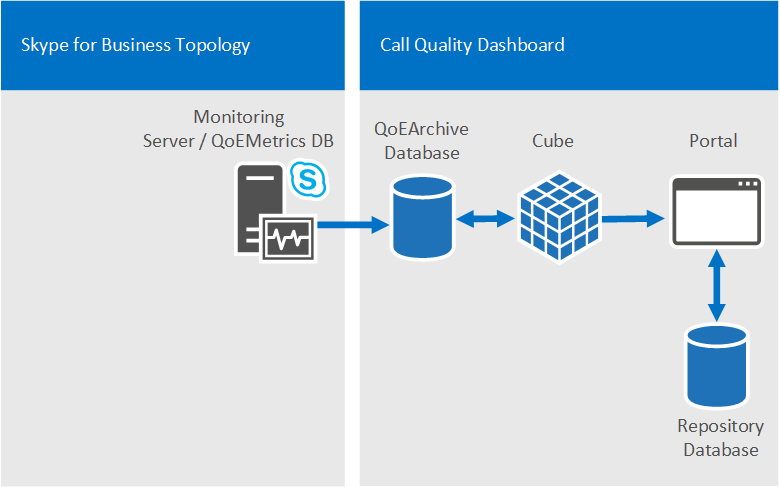 Skype for Business Topology
Call Quality Dashboard
Monitoring
Server / QoEMetrics DB
QoEArchive
Database
Cube
Portal
S
Repository
Database